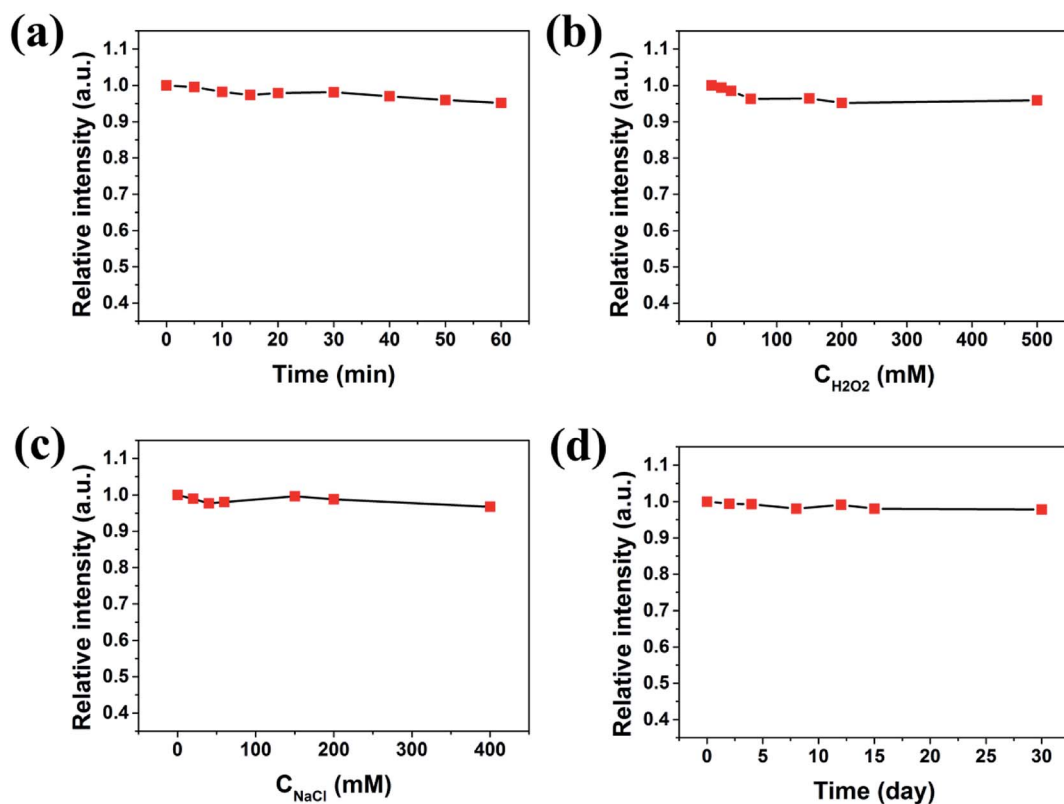 (a)
Relative intensity (a.u.)
1.1
1.0
0.9
0.8
0.7
0.6
0.5
0.4
0 10 20 30 40 50 60
Time (min)
(b)
Relative intensity (a.u.)
1.1
1.0
0.9
0.8
0.7
0.6
0.5
0.4
0 100 200 300 400 500
C_H2O2 (mM)
(c)
Relative intensity (a.u.)
1.1
1.0
0.9
0.8
0.7
0.6
0.5
0.4
0 100 200 300 400
C_NaCl (mM)
(d)
Relative intensity (a.u.)
1.1
1.0
0.9
0.8
0.7
0.6
0.5
0.4
0 5 10 15 20 25 30
Time (day)